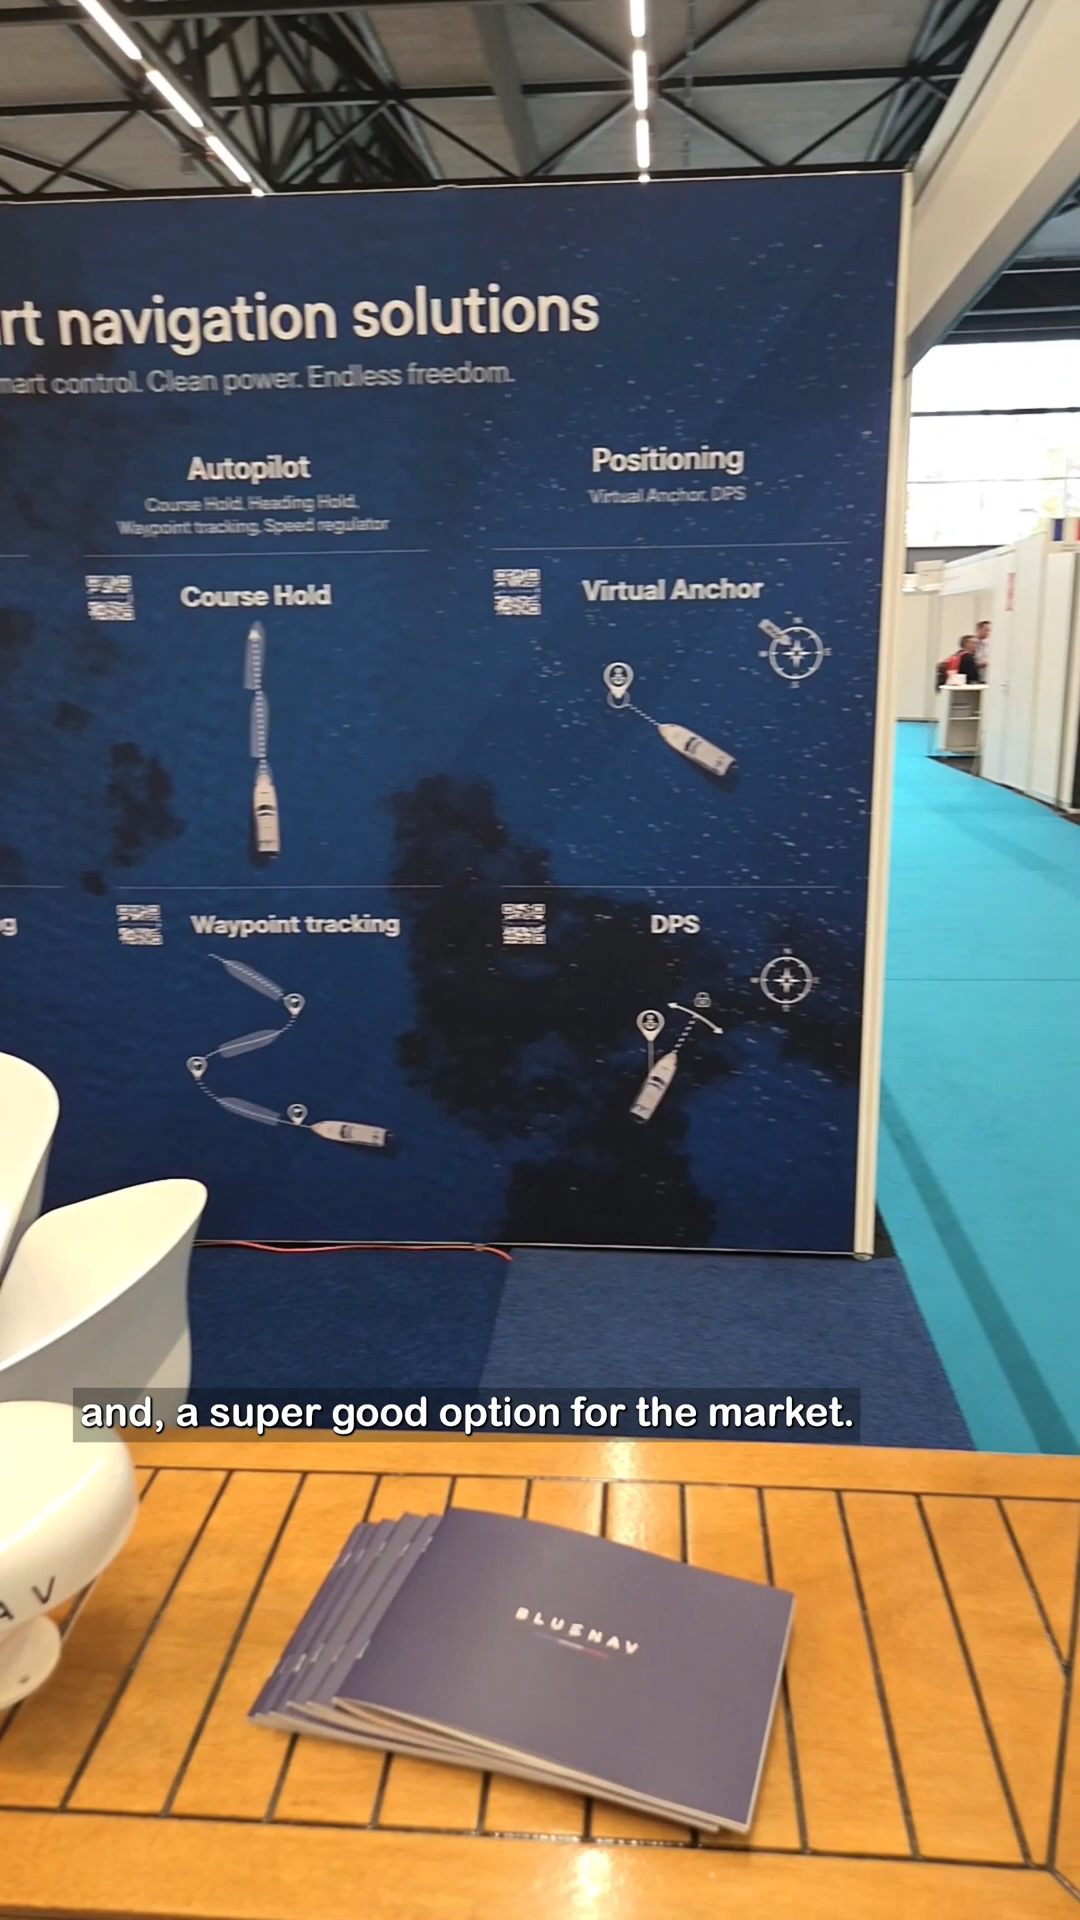 rt navigation solutions
mart control. Clean power. Endless freedom.
Autopilot
Course Hold, Heading Hold,
Waypoint tracking, Speed regulator
Positioning
Virtual Anchor, DPS
Course Hold
Virtual Anchor
g
Waypoint tracking
DPS
and, a super good option for the market.
A V
BLUENAV